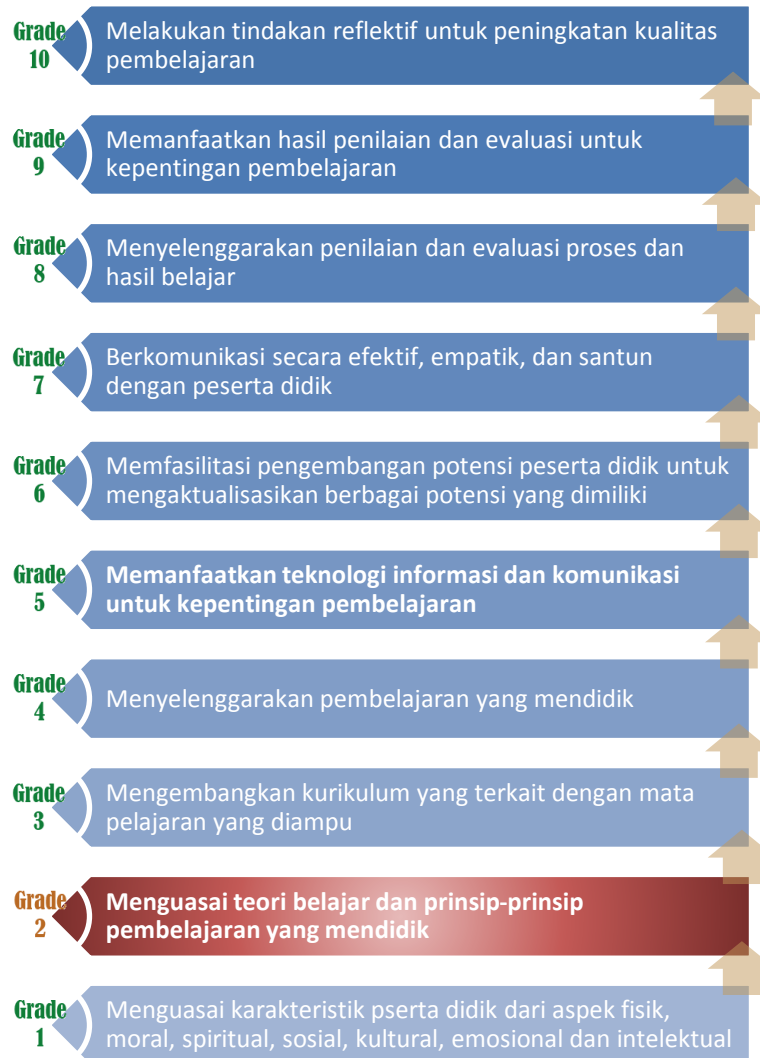 Grade
10
Melakukan tindakan reflektif untuk peningkatan kualitas
pembelajaran
Grade
9
Memanfaatkan hasil penilaian dan evaluasi untuk
kepentingan pembelajaran
Grade
8
Menyelenggarakan penilaian dan evaluasi proses dan
hasil belajar
Grade
7
Berkomunikasi secara efektif, empatik, dan santun
dengan peserta didik
Grade
6
Memfasilitasi pengembangan potensi peserta didik untuk
mengaktualisasikan berbagai potensi yang dimiliki
Grade
5
Memanfaatkan teknologi informasi dan komunikasi
untuk kepentingan pembelajaran
Grade
4
Menyelenggarakan pembelajaran yang mendidik
Grade
3
Mengembangkan kurikulum yang terkait dengan mata
pelajaran yang diampu
Grade
2
Menguasai teori belajar dan prinsip-prinsip
pembelajaran yang mendidik
Grade
1
Menguasai karakteristik pserta didik dari aspek fisik,
moral, spiritual, sosial, kultural, emosional dan intelektual